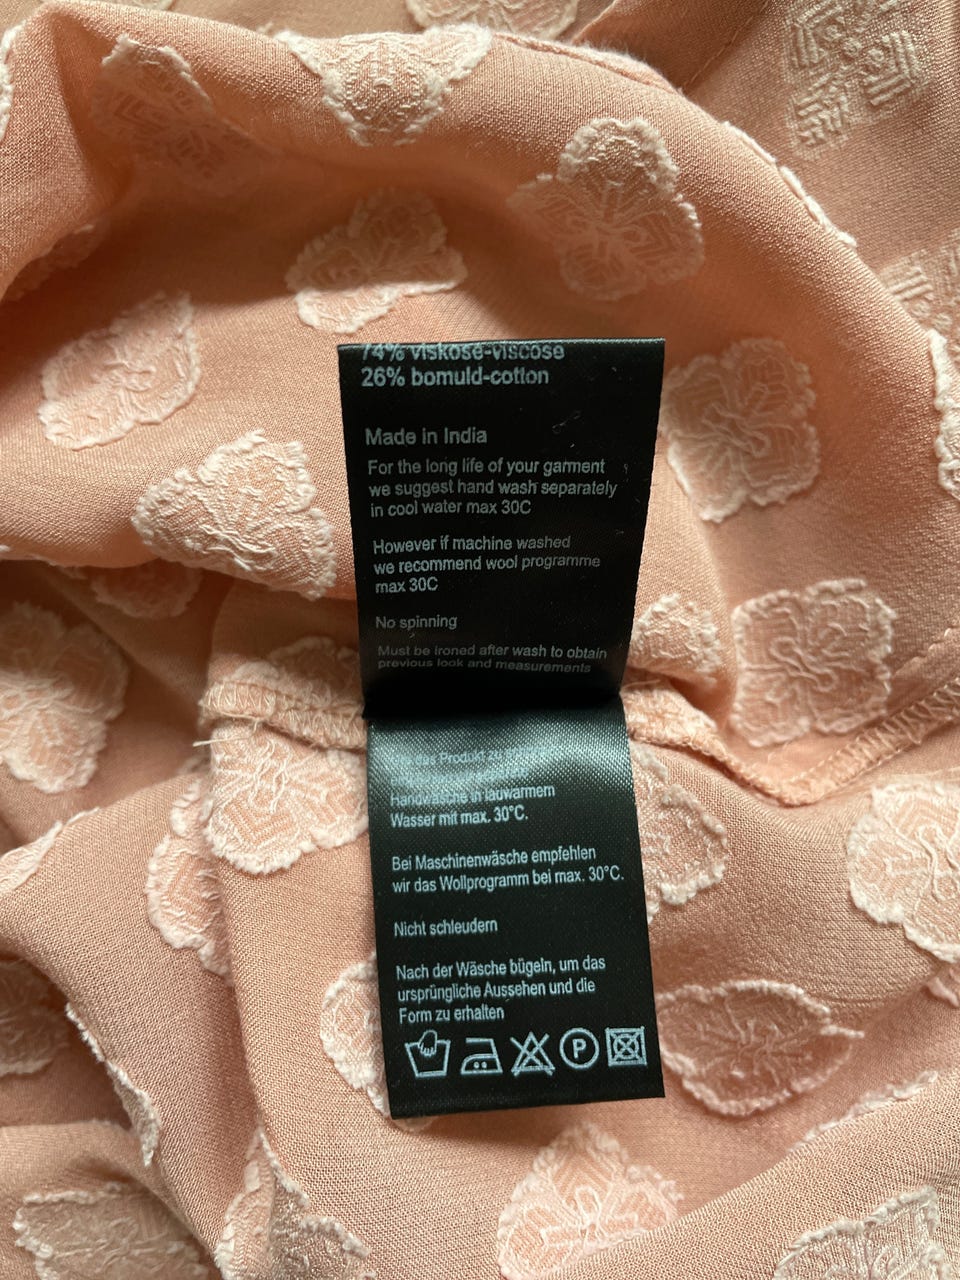 74% viskose-viscose
26% bomuld-cotton
Made in India
For the long life of your garment
we suggest hand wash separately
in cool water max 30C
However if machine washed
we recommend wool programme
max 30C
No spinning
Must be ironed after wash to obtain
previous look and measurements
das Produkt zu
Handwäsche in lauwarmem
Wasser mit max. 30°C.
Bei Maschinenwäsche empfehlen
wir das Wollprogramm bei max. 30°C.
Nicht schleudern
Nach der Wäsche bügeln, um das
ursprüngliche Aussehen und die
Form zu erhalten
P